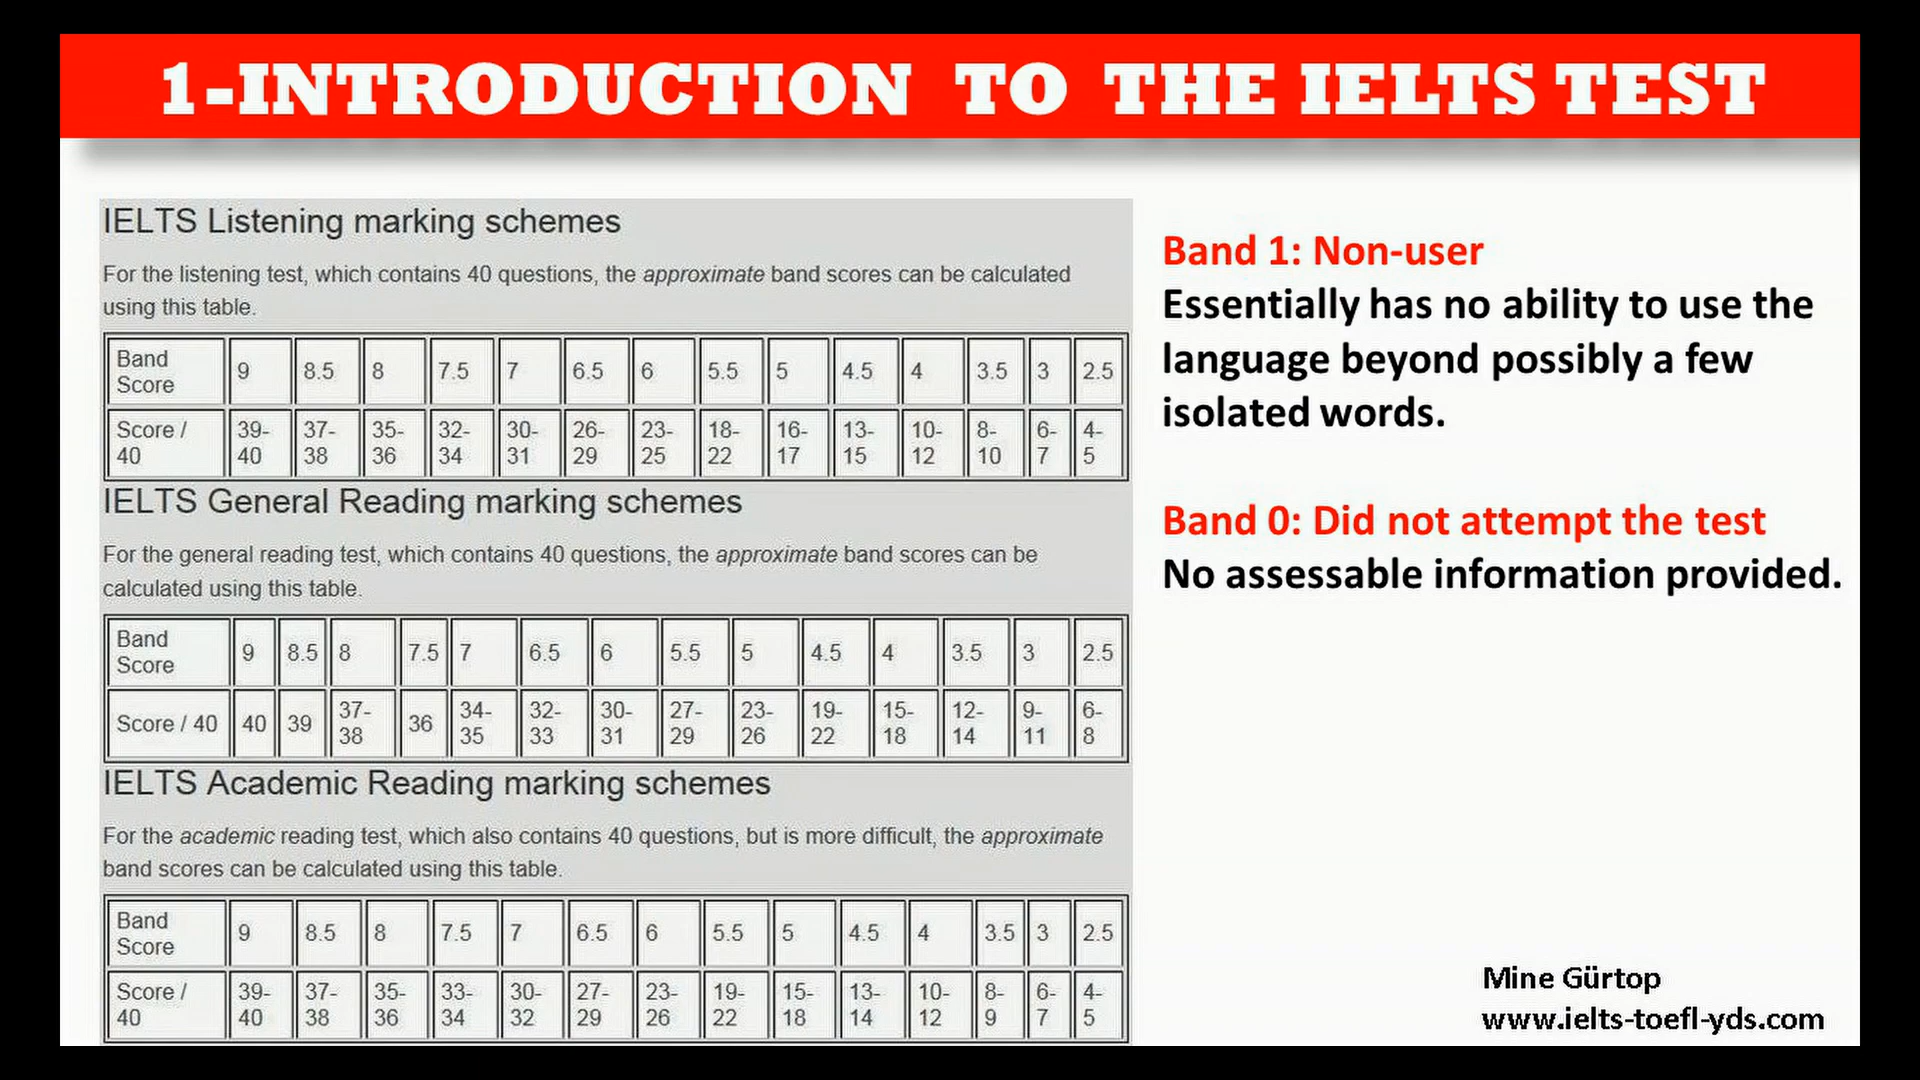 1-INTRODUCTION TO THE IELTS TEST
IELTS Listening marking schemes
For the listening test, which contains 40 questions, the approximate band scores can be calculated
using this table.
Band Score 9 8.5 8 7.5 7 6.5 6 5.5 5 4.5 4 3.5 3 2.5
Score / 40 39-40 37-38 35-36 32-34 30-31 26-29 23-25 18-22 16-17 13-15 10-12 8-10 6-7 4-5
IELTS General Reading marking schemes
For the general reading test, which contains 40 questions, the approximate band scores can be
calculated using this table.
Band Score 9 8.5 8 7.5 7 6.5 6 5.5 5 4.5 4 3.5 3 2.5
Score / 40 40 39 37-38 36 34-35 32-33 30-31 27-29 23-26 19-22 15-18 12-14 9-11 6-8
IELTS Academic Reading marking schemes
For the academic reading test, which also contains 40 questions, but is more difficult, the approximate
band scores can be calculated using this table.
Band Score 9 8.5 8 7.5 7 6.5 6 5.5 5 4.5 4 3.5 3 2.5
Score / 40 39-40 37-38 35-36 33-34 30-32 27-29 23-26 19-22 15-18 13-14 10-12 8-9 6-7 4-5
Band 1: Non-user
Essentially has no ability to use the
language beyond possibly a few
isolated words.
Band 0: Did not attempt the test
No assessable information provided.
Mine Gürtop
www.ielts-toefl-yds.com